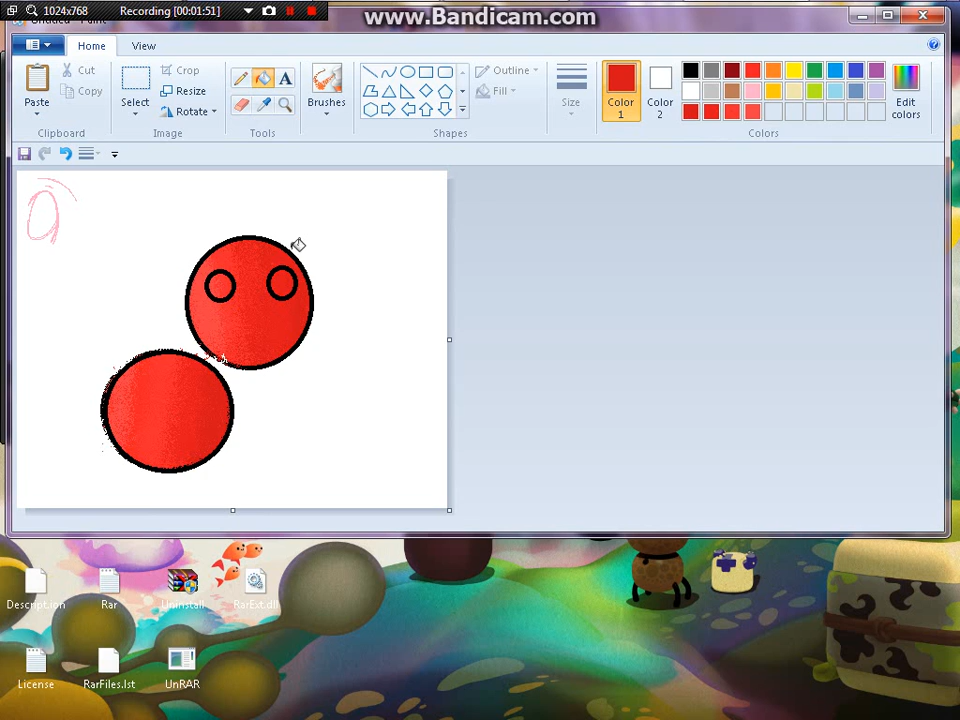 1024x768
Recording [00:01:51]
www.Bandicam.com
Home
View
Paste
Cut
Copy
Clipboard
Select
Crop
Resize
Rotate
Image
A
Tools
Brushes
Outline
Fill
Shapes
Size
Color
1
Color
2
Edit
colors
Colors
Rar
Uninstall
RarExt.dll
License
RarFiles.lst
UnRAR